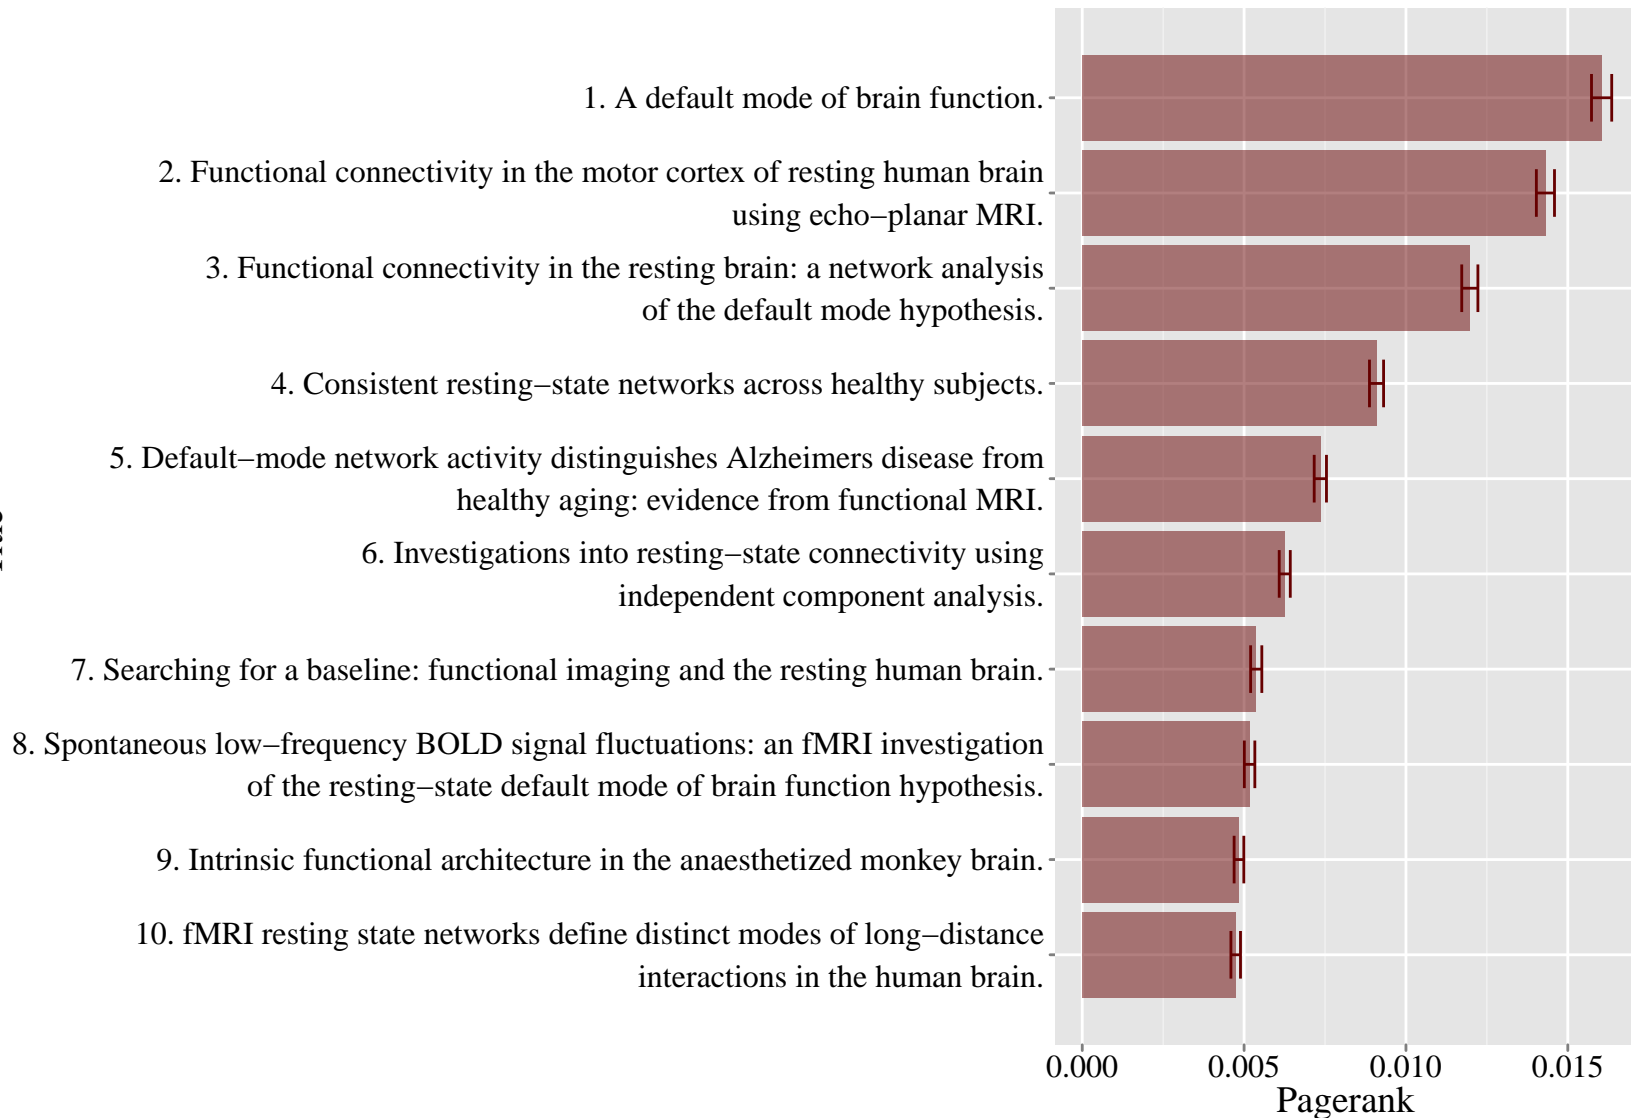 1. A default mode of brain function.
2. Functional connectivity in the motor cortex of resting human brain
using ech−planar MRI.
3. Functional connectivity in the resting brain: a network analysis
of the default mode hypothesis.
4. Consistent resting−state networks across healthy subjects.
5. Default−mode network activity distinguishes Alzheimers disease from
healthy aging: evidence from functional MRI.
6. Investigations into resting−state connectivity using
independent component analysis.
7. Searching for a baseline: functional imaging and the resting human brain.
8. Spontaneous low−frequency BOLD signal fluctuations: an fMRI investigation
of the resting−state default mode of brain function hypothesis.
9. Intrinsic functional architecture in the anaesthetized monkey brain.
10. fMRI resting state networks define distinct modes of long−distance
interactions in the human brain.
0.000 0.005 0.010 0.015
Pagerank